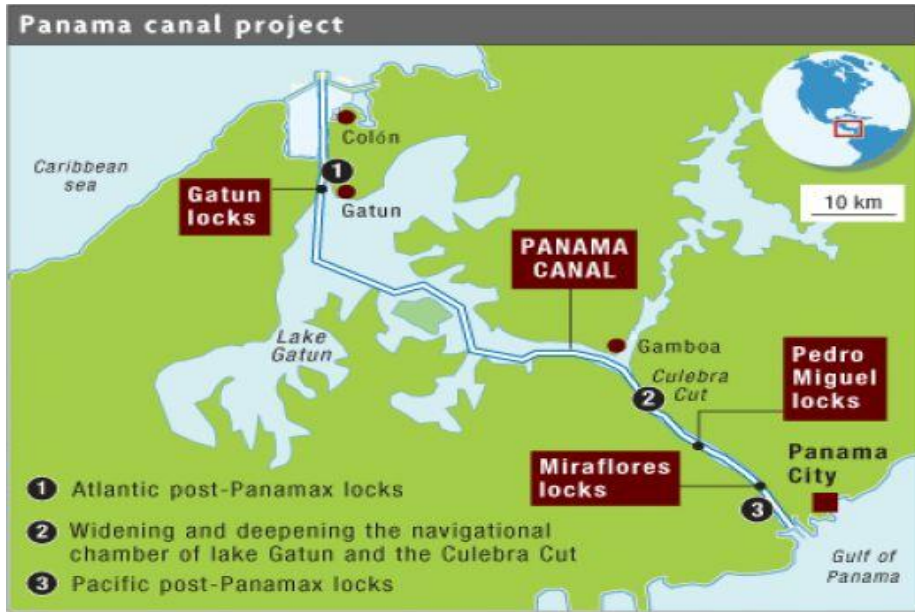 Panama canal project
Colón
Caribbean
sea
1
Gatun
locks
Gatun
10 km
PANAMA
CANAL
Lake
Gatun
Gamboa
Culebra
Cut
Pedro
Miguel
locks
2
Miraflores
locks
Panama
City
3
1 Atlantic post-Panamax locks
2 Widening and deepening the navigational
chamber of lake Gatun and the Culebra Cut
3 Pacific post-Panamax locks
Gulf of
Panama